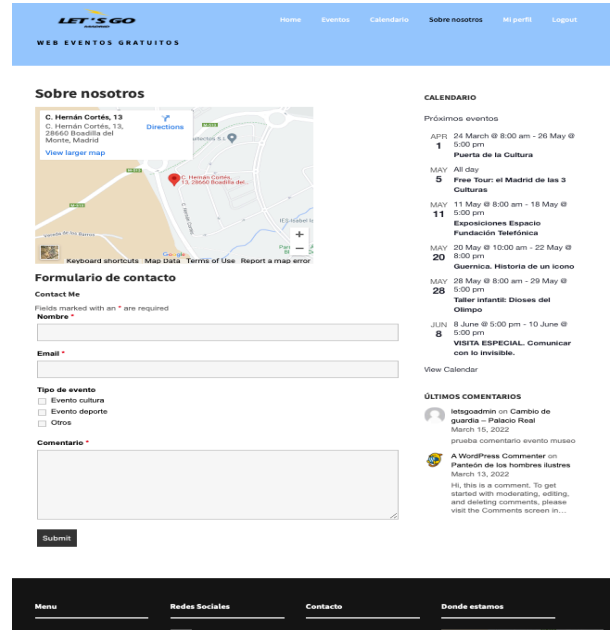 LET'S GO
WEB EVENTOS GRATUITOS
Home
Eventos
Calendario
Sobre nosotros
Mi perfil
Logout
Sobre nosotros
C. Hernán Cortés, 13
C. Hernán Cortés, 13,
28660 Boadilla del
Monte, Madrid
Directions
View larger map
C. Hernán Cortés,
13, 28660 Boadilla del...
Google
Keyboard shortcuts
Map Data
Terms of Use
Report a map error
Formulario de contacto
Contact Me
Fields marked with an * are required
Nombre *
Email *
Tipo de evento
Evento cultura
Evento deporte
Otros
Comentario *
Submit
CALENDARIO
Próximos eventos
APR
1
24 March @ 8:00 am - 26 May @
5:00 pm
Puerta de la Cultura
MAY
5
All day
Free Tour: el Madrid de las 3
Culturas
MAY
11
11 May @ 8:00 am - 18 May @
5:00 pm
Exposiciones Espacio
Fundación Telefónica
MAY
20
20 May @ 10:00 am - 22 May @
8:00 pm
Guernica. Historia de un icono
MAY
28
28 May @ 8:00 am - 29 May @
5:00 pm
Taller infantil: Dioses del
Olimpo
JUN
8
8 June @ 5:00 pm - 10 June @
5:00 pm
VISITA ESPECIAL. Comunicar
con lo invisible.
View Calendar
ÚLTIMOS COMENTARIOS
letsgoadmin on Cambio de
guardia – Palacio Real
March 15, 2022
prueba comentario evento museo
A WordPress Commenter on
Panteón de los hombres ilustres
March 13, 2022
Hi, this is a comment. To get
started with moderating, editing,
and deleting comments, please
visit the Comments screen in...
Menu
Redes Sociales
Contacto
Donde estamos